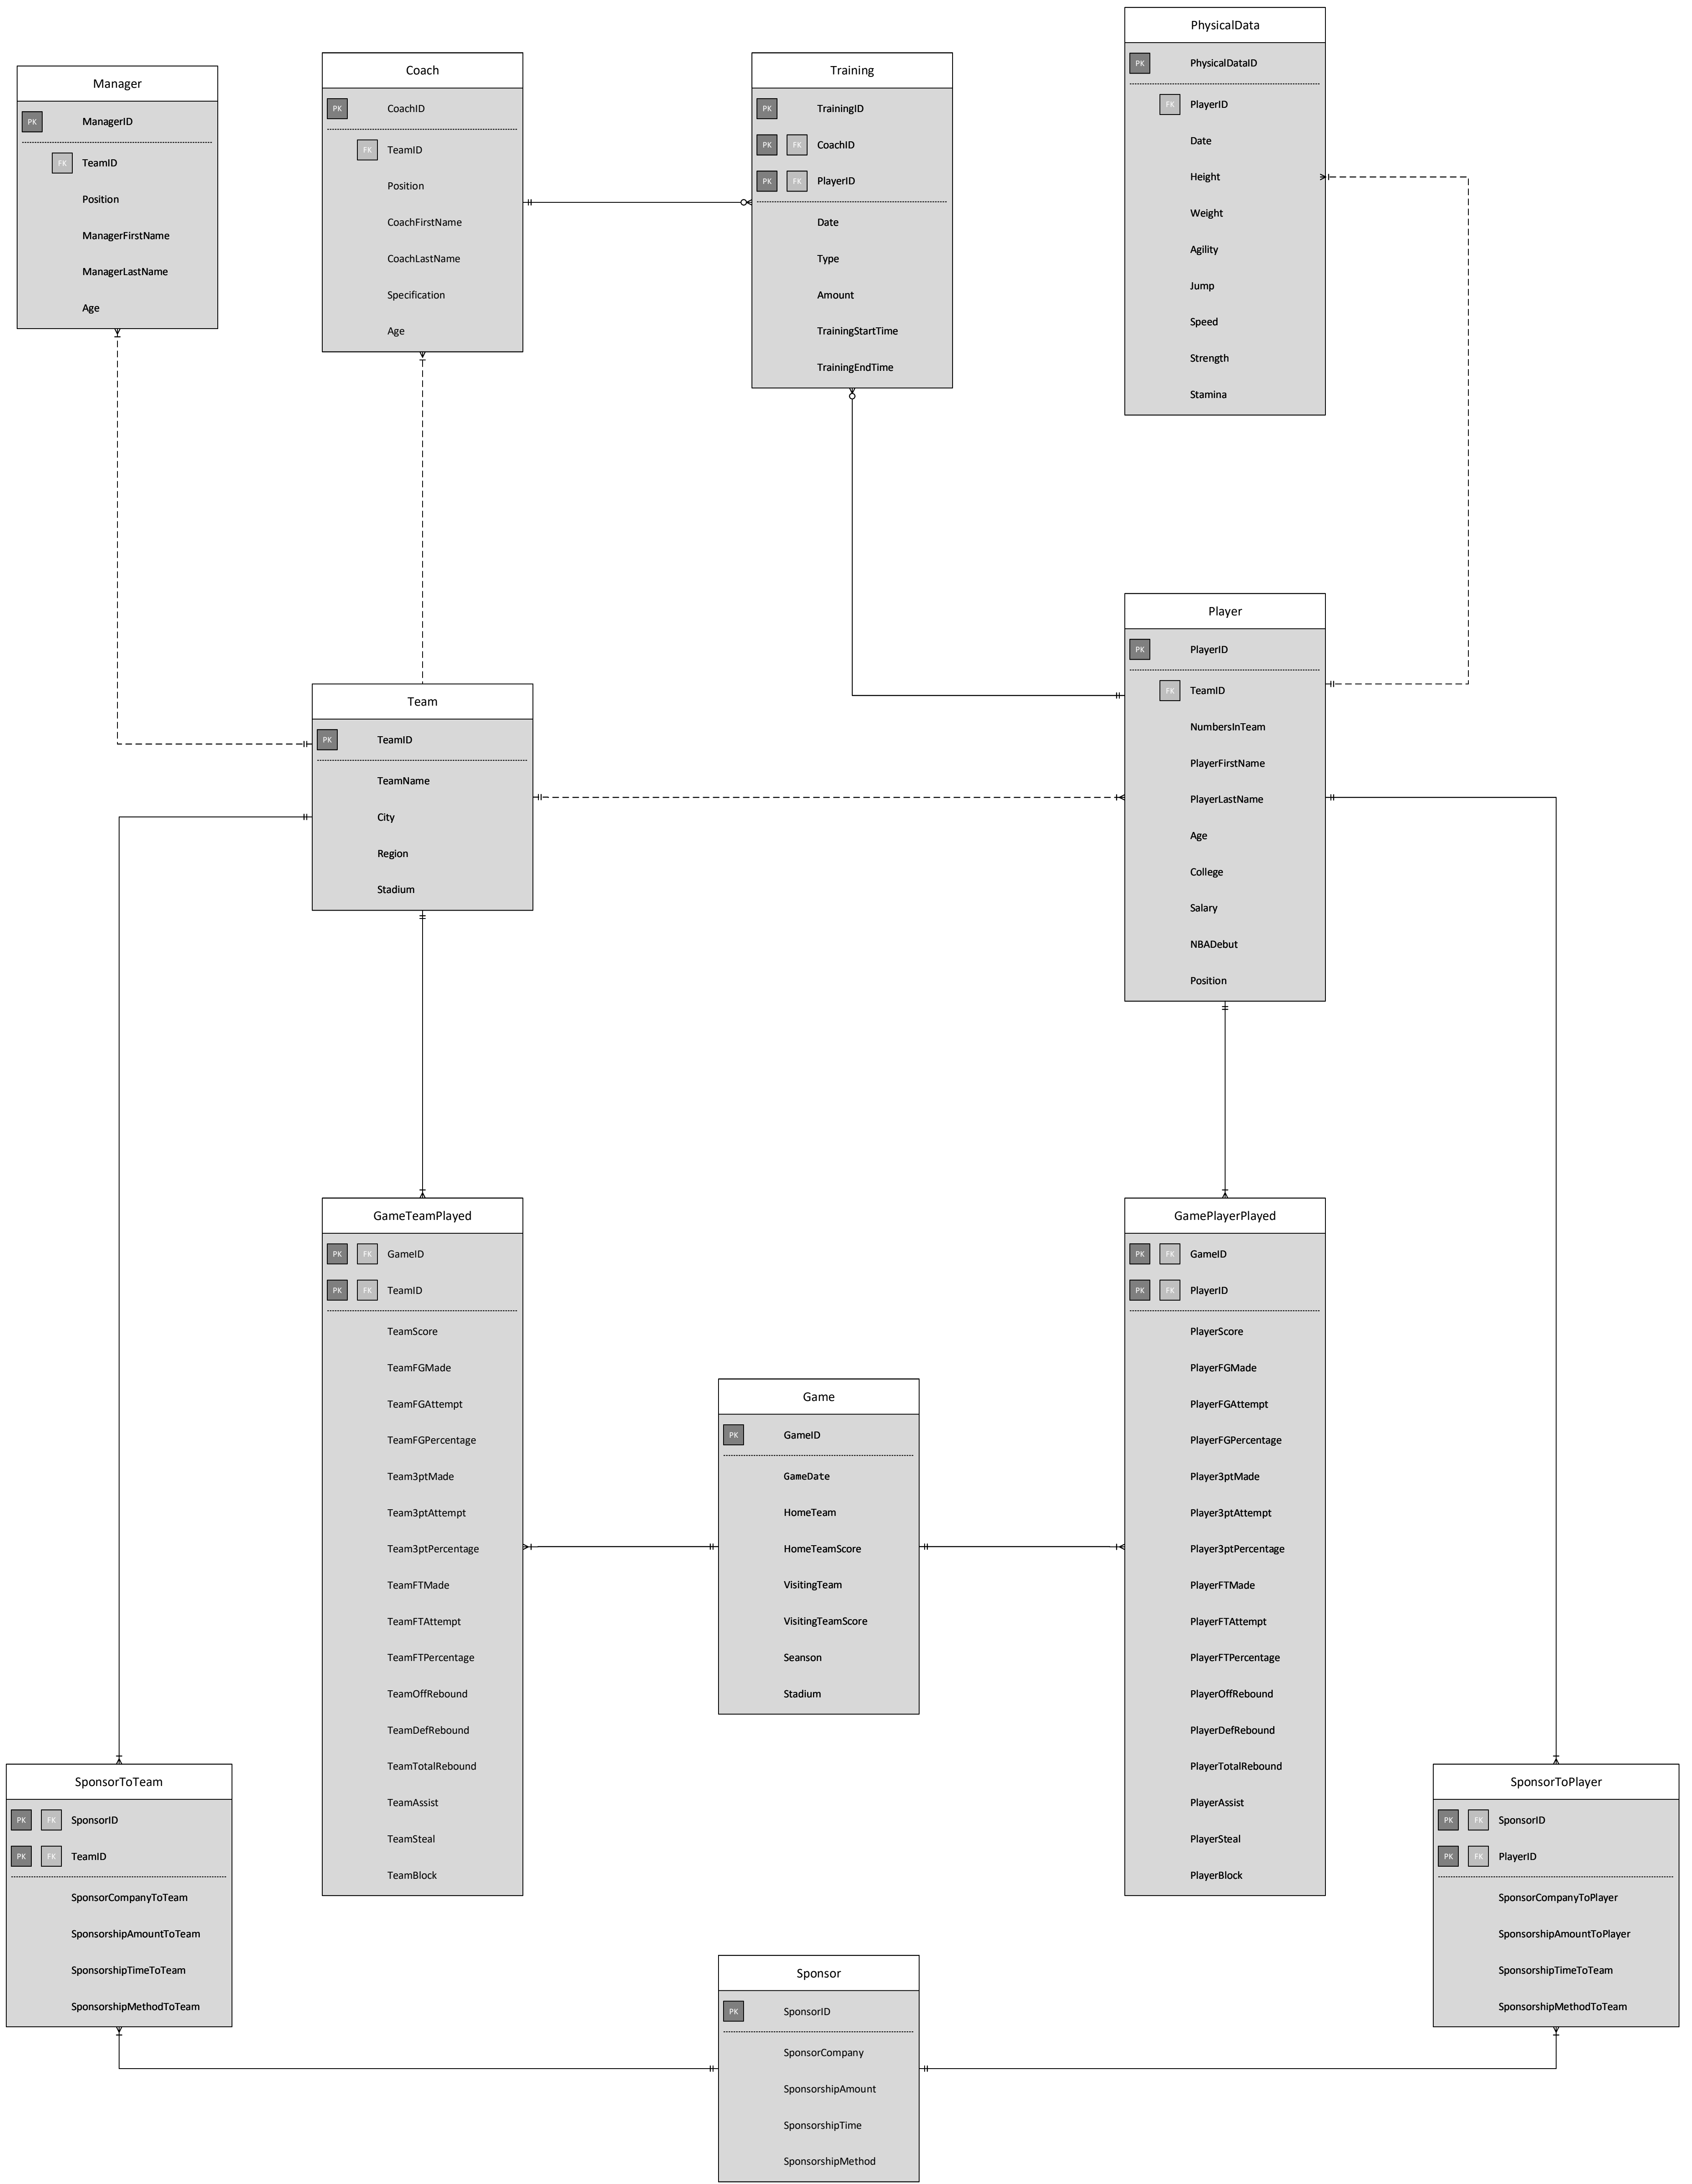 PhysicalData
PK PhysicalDataID
FK PlayerID
Date
Height
Weight
Agility
Jump
Speed
Strength
Stamina
Coach
PK CoachID
FK TeamID
Position
CoachFirstName
CoachLastName
Specification
Age
Training
PK TrainingID
PK FK CoachID
PK FK PlayerID
Date
Type
Amount
TrainingStartTime
TrainingEndTime
Manager
PK ManagerID
FK TeamID
Position
ManagerFirstName
ManagerLastName
Age
Player
PK PlayerID
FK TeamID
NumbersInTeam
PlayerFirstName
PlayerLastName
Age
College
Salary
NBADebut
Position
Team
PK TeamID
TeamName
City
Region
Stadium
GameTeamPlayed
PK FK GameID
PK FK TeamID
TeamScore
TeamFGMade
TeamFGAttempt
TeamFGPercentage
Team3ptMade
Team3ptAttempt
Team3ptPercentage
TeamFTMade
TeamFTAttempt
TeamFTPercentage
TeamOffRebound
TeamDefRebound
TeamTotalRebound
TeamAssist
TeamSteal
TeamBlock
GamePlayerPlayed
PK FK GameID
PK FK PlayerID
PlayerScore
PlayerFGMade
PlayerFGAttempt
PlayerFGPercentage
Player3ptMade
Player3ptAttempt
Player3ptPercentage
PlayerFTMade
PlayerFTAttempt
PlayerFTPercentage
PlayerOffRebound
PlayerDefRebound
PlayerTotalRebound
PlayerAssist
PlayerSteal
PlayerBlock
Game
PK GameID
GameDate
HomeTeam
HomeTeamScore
VisitingTeam
VisitingTeamScore
Seanson
Stadium
SponsorToTeam
PK FK SponsorID
PK FK TeamID
SponsorCompanyToTeam
SponsorshipAmountToTeam
SponsorshipTimeToTeam
SponsorshipMethodToTeam
SponsorToPlayer
PK FK SponsorID
PK FK PlayerID
SponsorCompanyToPlayer
SponsorshipAmountToPlayer
SponsorshipTimeToTeam
SponsorshipMethodToTeam
Sponsor
PK SponsorID
SponsorCompany
SponsorshipAmount
SponsorshipTime
SponsorshipMethod